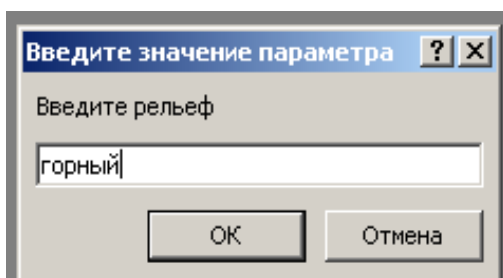 Введите значение параметра ? ×
Введите рельеф
горный
ОК Отмена